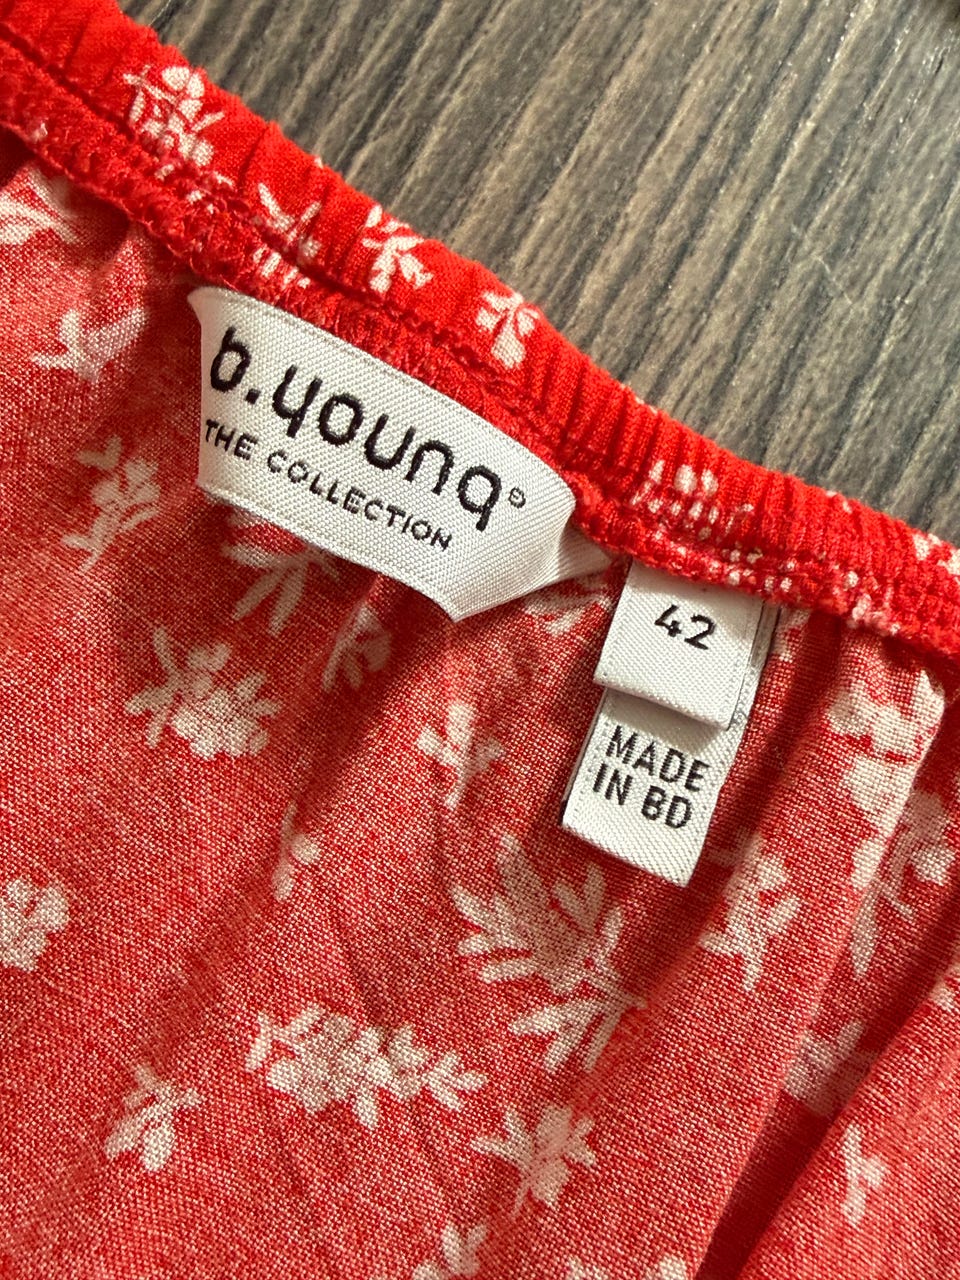 b.young®
THE COLLECTION
42
MADE
IN BD